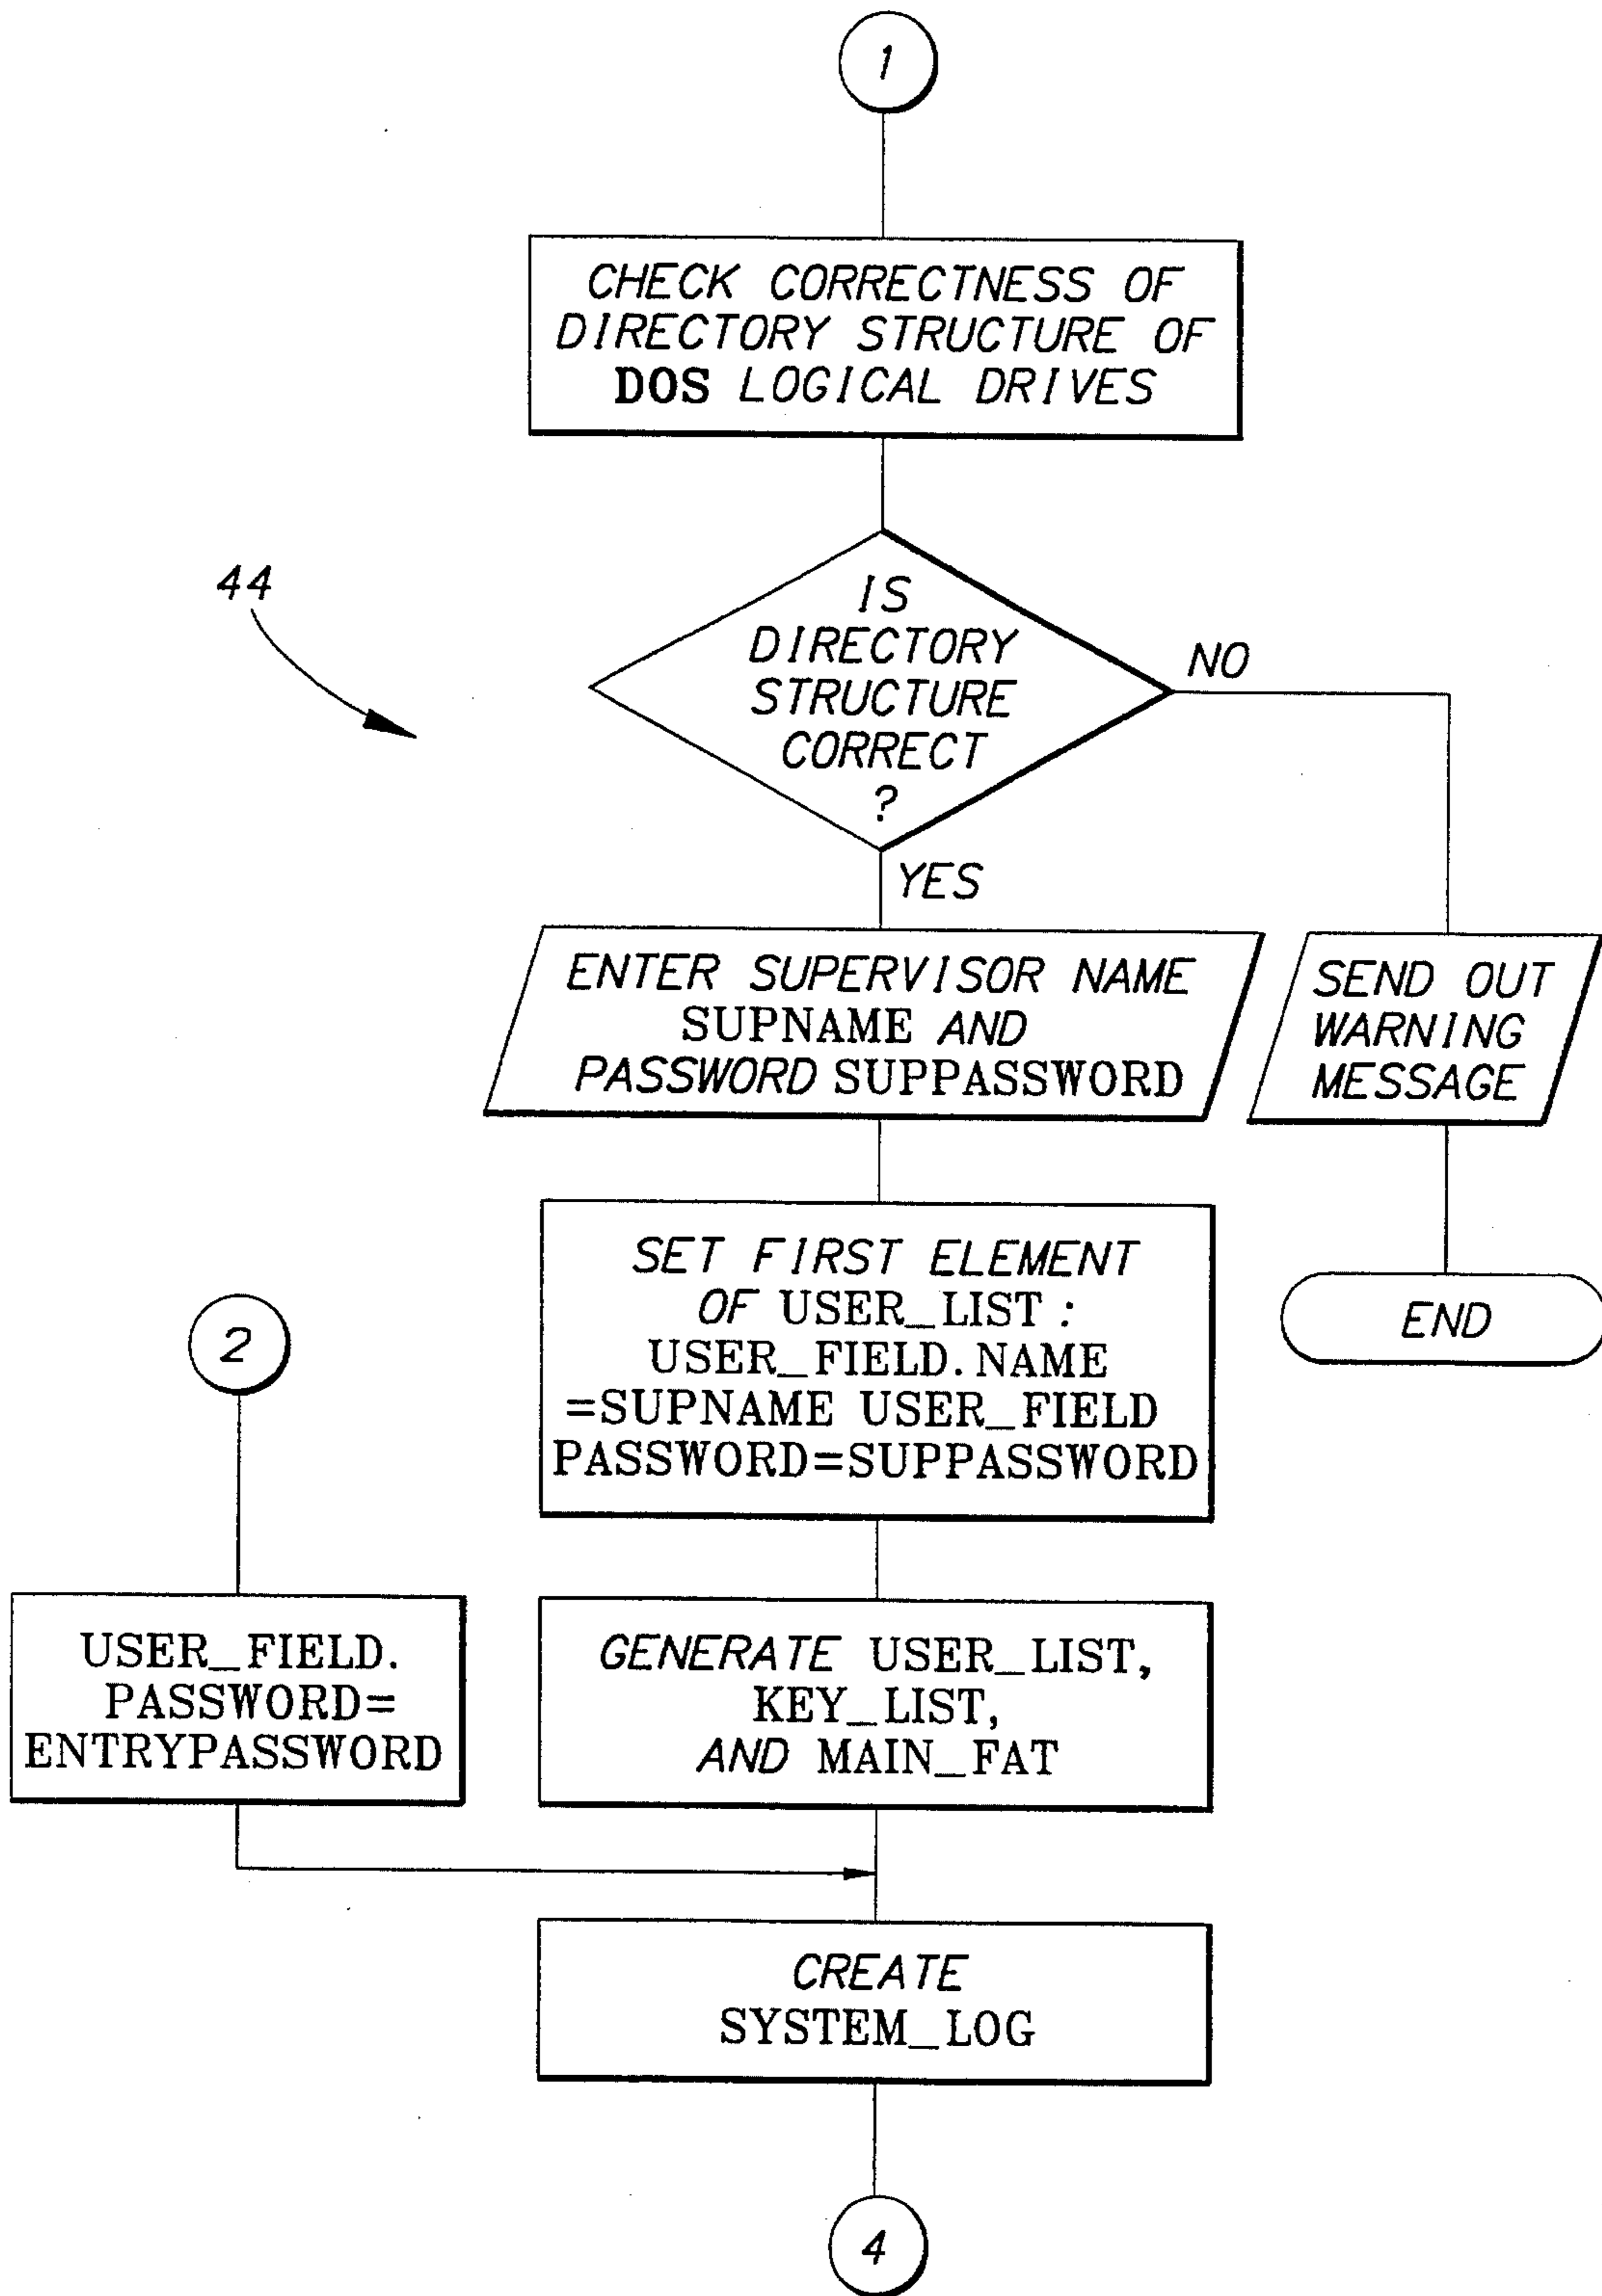 1
CHECK CORRECTNESS OF
DIRECTORY STRUCTURE OF
DOS LOGICAL DRIVES
44
IS
DIRECTORY
STRUCTURE
CORRECT
?
NO
YES
ENTER SUPERVISOR NAME
SUPNAME AND
PASSWORD SUPPASSWORD
SEND OUT
WARNING
MESSAGE
END
SET FIRST ELEMENT
OF USER_LIST :
USER_FIELD.NAME
=SUPNAME USER_FIELD
PASSWORD=SUPPASSWORD
2
USER_FIELD.
PASSWORD=
ENTRYPASSWORD
GENERATE USER_LIST,
KEY_LIST,
AND MAIN_FAT
CREATE
SYSTEM_LOG
4